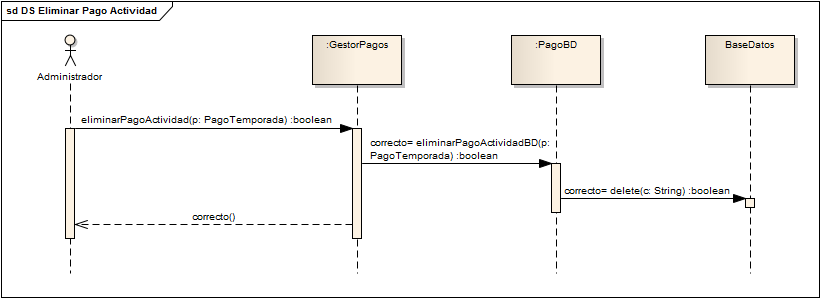 sd DS Eliminar Pago Actividad
:GestorPagos
:PagoBD
BaseDatos
Administrador
eliminarPagoActividad(p: PagoTemporada) :boolean
correcto= eliminarPagoActividadBD(p:
PagoTemporada) :boolean
correcto= delete(c: String) :boolean
correcto()